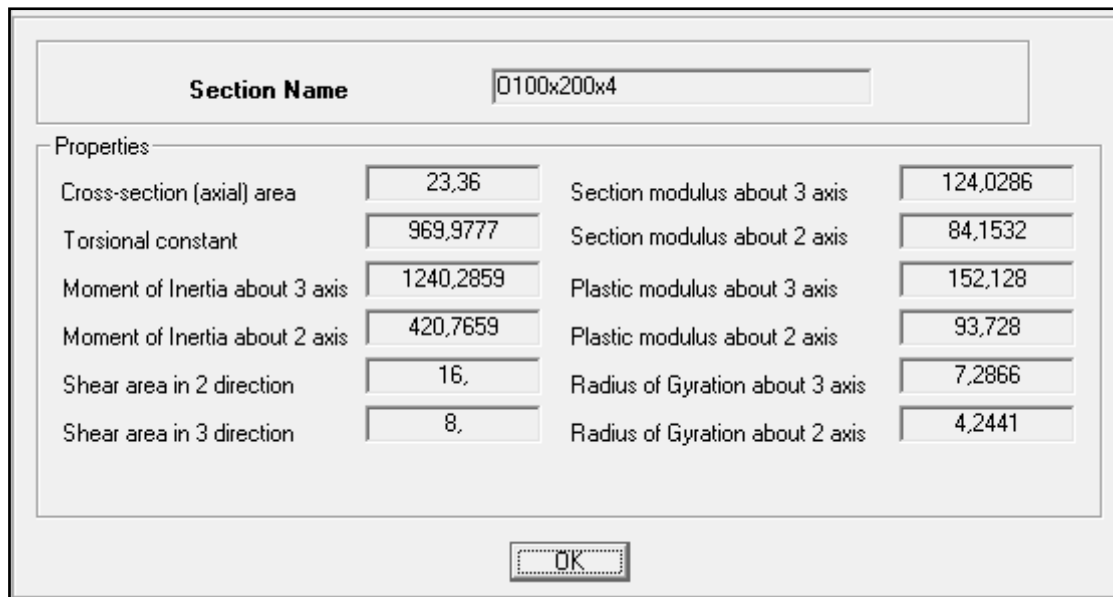 Section Name O100x200x4
Properties
Cross-section (axial) area 23,36 Section modulus about 3 axis 124,0286
Torsional constant 969,9777 Section modulus about 2 axis 84,1532
Moment of Inertia about 3 axis 1240,2859 Plastic modulus about 3 axis 152,128
Moment of Inertia about 2 axis 420,7659 Plastic modulus about 2 axis 93,728
Shear area in 2 direction 16, Radius of Gyration about 3 axis 7,2866
Shear area in 3 direction 8, Radius of Gyration about 2 axis 4,2441
OK